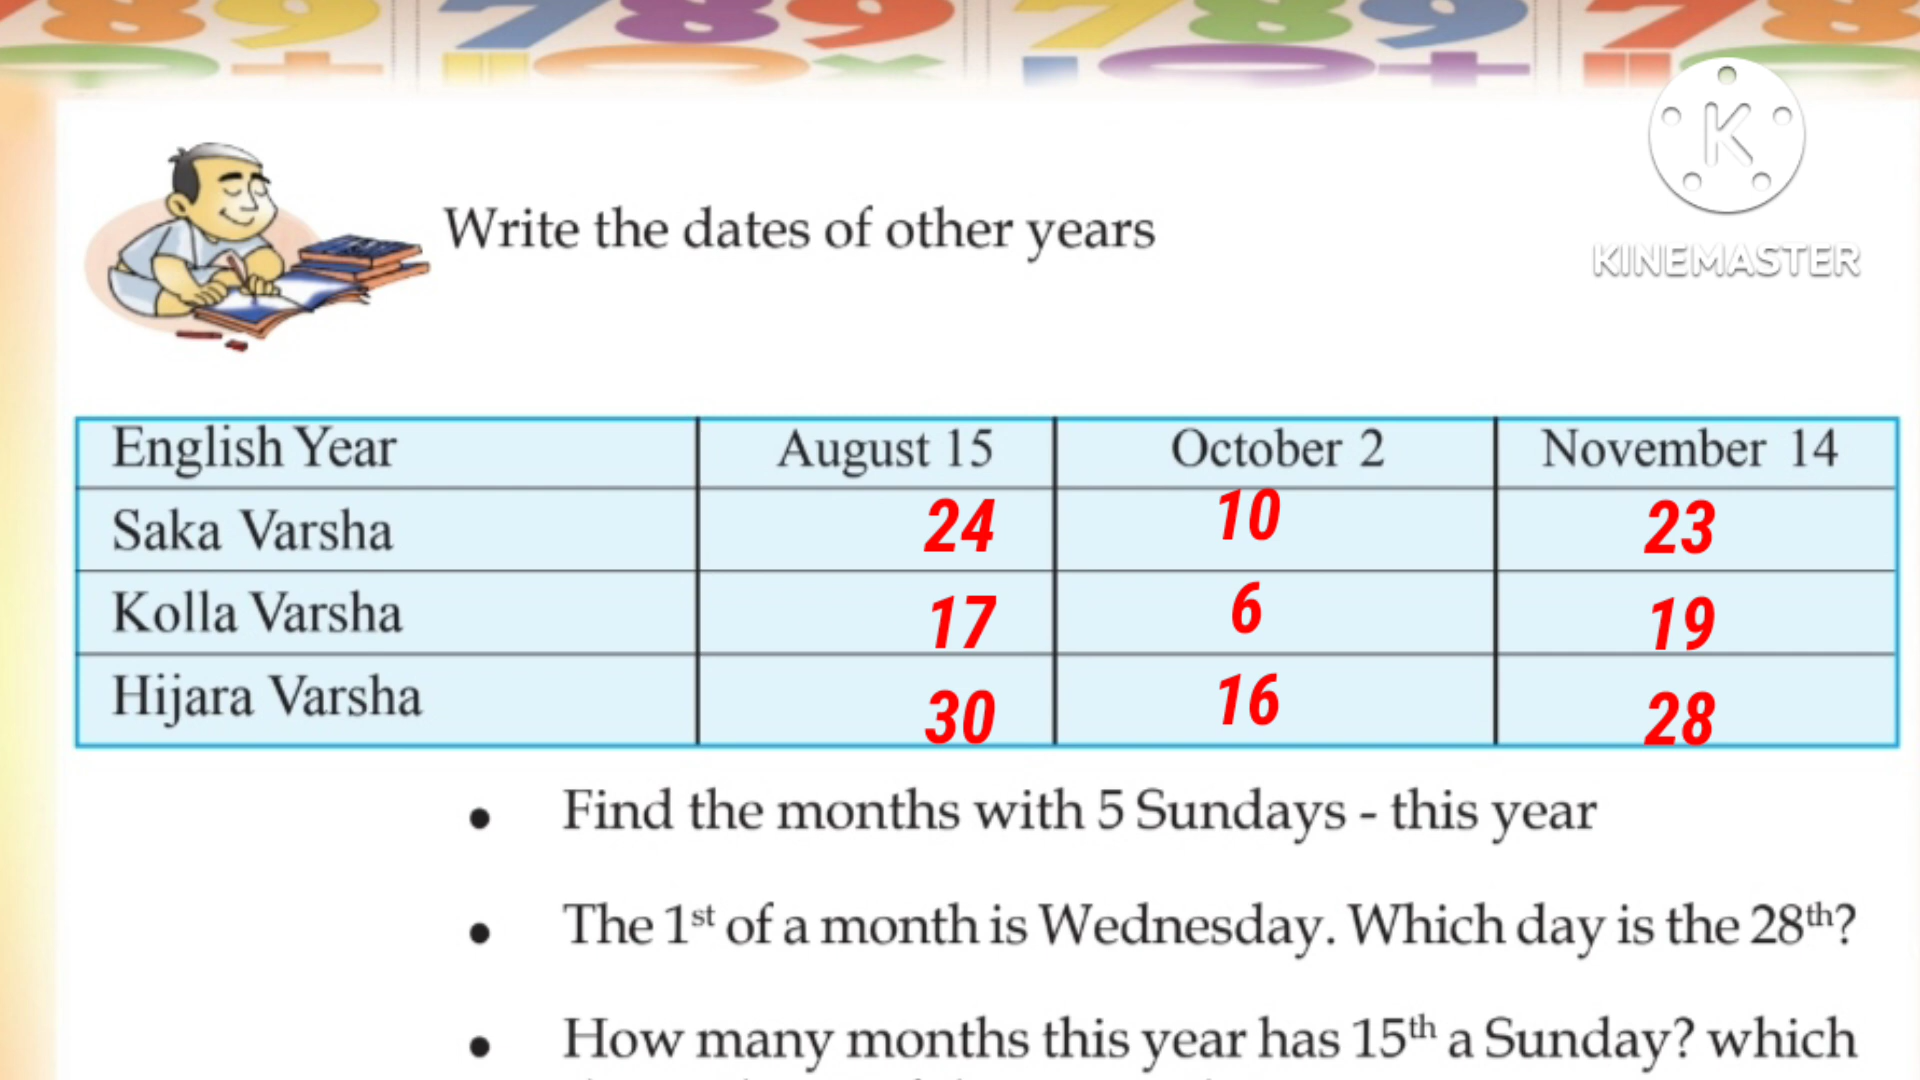 K
KINEMASTER
Write the dates of other years
English Year August 15 October 2 November 14
Saka Varsha 24 10 23
Kolla Varsha 17 6 19
Hijara Varsha 30 16 28
• Find the months with 5 Sundays - this year
• The 1st of a month is Wednesday. Which day is the 28th?
• How many months this year has 15th a Sunday? which